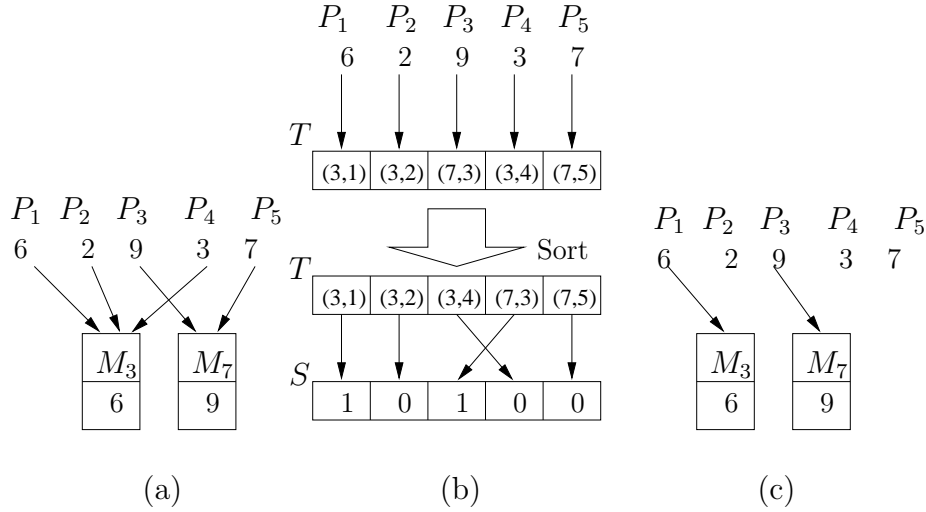 P1 P2 P3 P4 P5
6 2 9 3 7
T
(3,1) (3,2) (7,3) (3,4) (7,5)
P1 P2 P3 P4 P5
6 2 9 3 7
Sort
T
(3,1) (3,2) (3,4) (7,3) (7,5)
S
1 0 1 0 0
M3 M7
6 9
P1 P2 P3 P4 P5
6 2 9 3 7
M3 M7
6 9
(a) (b) (c)